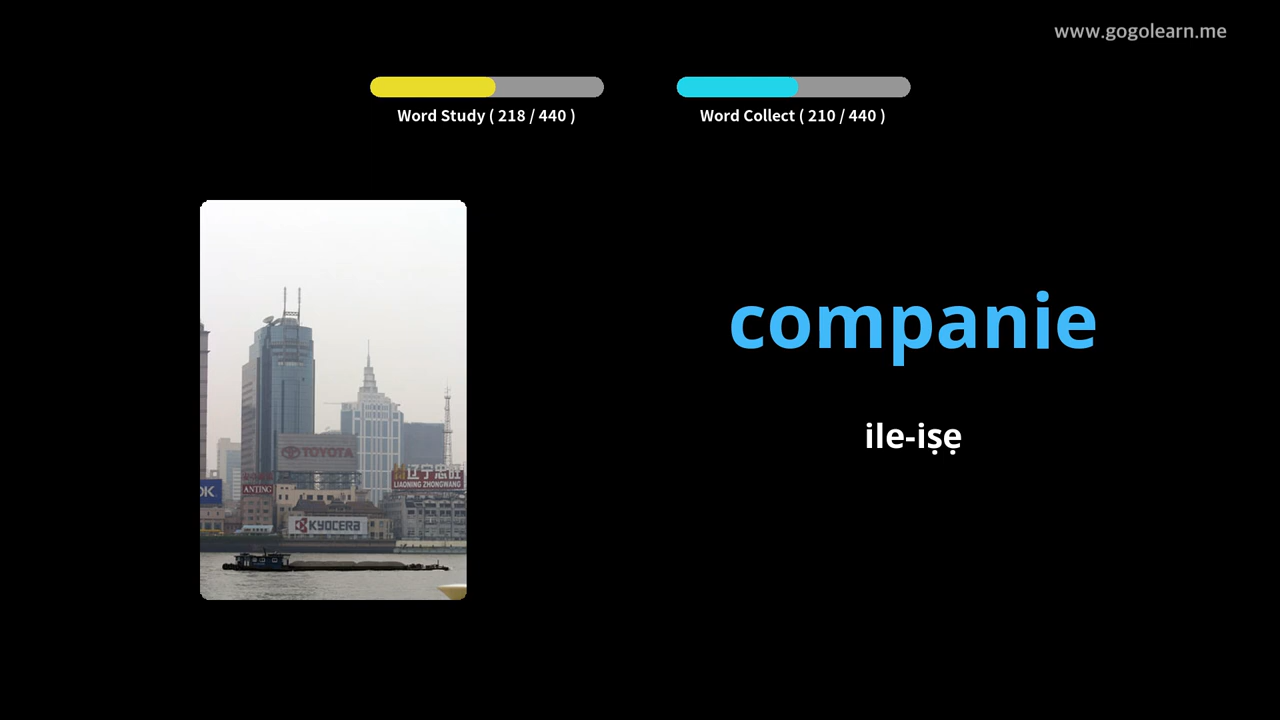 www.gogolearn.me
Word Study ( 218 / 440 )
Word Collect ( 210 / 440 )
companie
ile-iṣẹ
TOYOTA
辽宁忠旺
LIAONING ZHONGWANG
OK
ANTING
KYOCERA